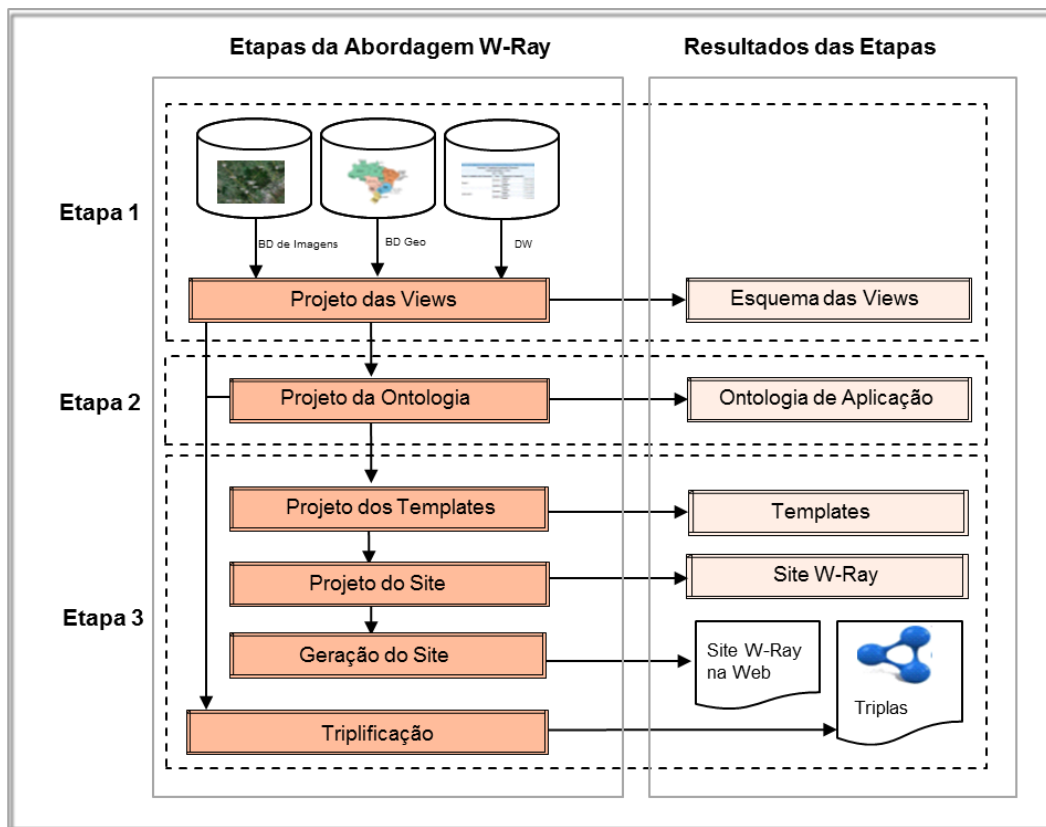 Etapas da Abordagem W-Ray
Resultados das Etapas
Etapa 1
BD de Imagens
BD Geo
DW
Projeto das Views
Esquema das Views
Etapa 2
Projeto da Ontologia
Ontologia de Aplicação
Etapa 3
Projeto dos Templates
Templates
Projeto do Site
Site W-Ray
Geração do Site
Site W-Ray
na Web
Triplas
Triplificação